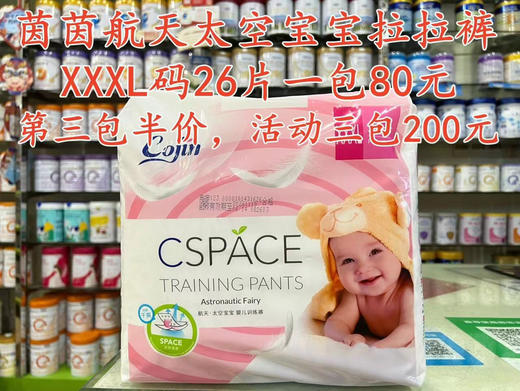 茵茵航天太空宝宝拉拉裤
XXXL码26片一包80元
第三包半价，活动三包200元
Cojin
CSPACE
TRAINING PANTS
Astronautic Fairy
航天·太空宝宝 婴儿训练裤
SPACE